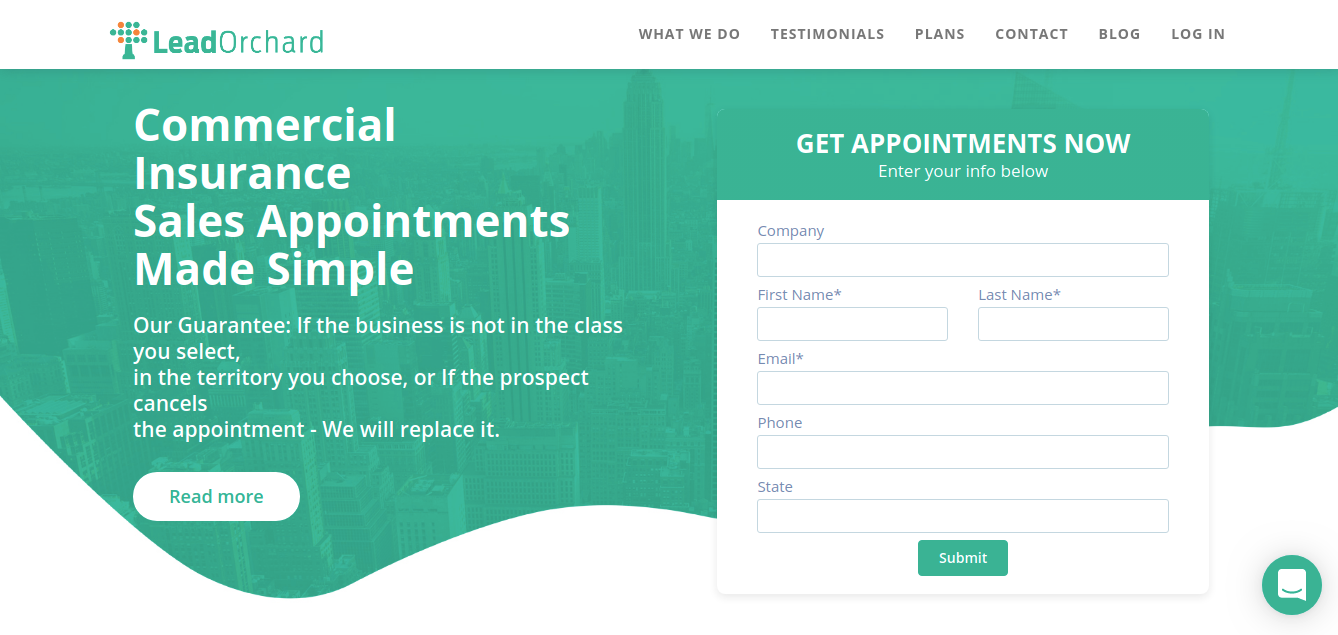 LeadOrchard
WHAT WE DO
TESTIMONIALS
PLANS
CONTACT
BLOG
LOG IN
Commercial
Insurance
Sales Appointments
Made Simple
Our Guarantee: If the business is not in the class
you select,
in the territory you choose, or If the prospect
cancels
the appointment - We will replace it.
Read more
GET APPOINTMENTS NOW
Enter your info below
Company
First Name*
Last Name*
Email*
Phone
State
Submit